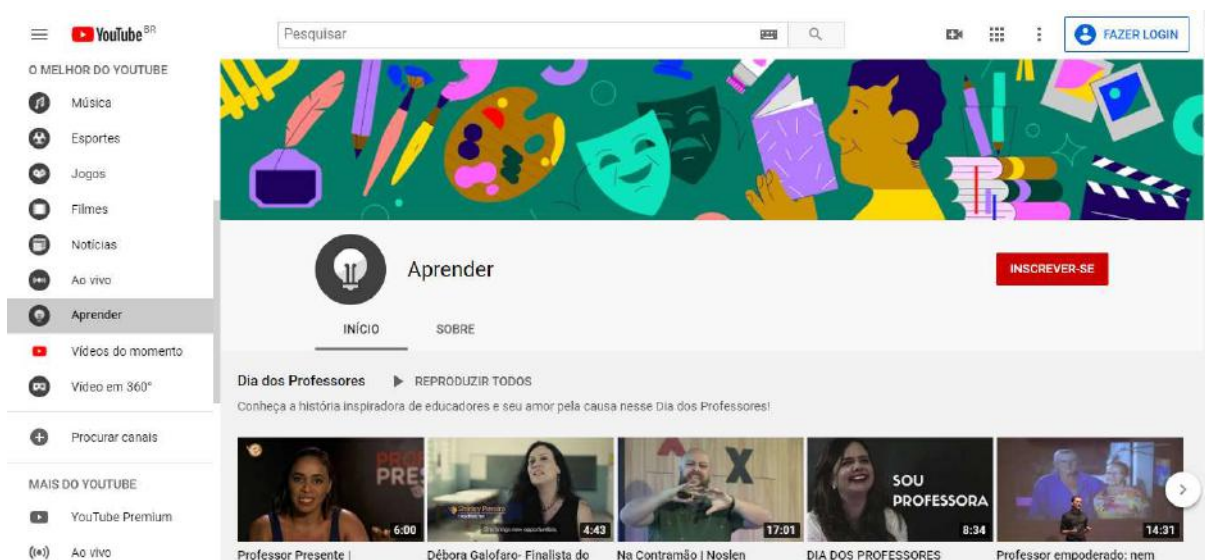 YouTube BR
Pesquisar
FAZER LOGIN
O MELHOR DO YOUTUBE
Música
Esportes
Jogos
Filmes
Notícias
Ao vivo
Aprender
Vídeos do momento
Vídeo em 360°
Procurar canais
MAIS DO YOUTUBE
YouTube Premium
Ao vivo
Aprender
INSCREVER-SE
INÍCIO
SOBRE
Dia dos Professores
REPRODUZIR TODOS
Conheça a história inspiradora de educadores e seu amor pela causa nesse Dia dos Professores!
6:00
4:43
17:01
SOU
PROFESSORA
8:34
14:31
Professor Presente |
Débora Galofaro- Finalista do
Na Contramão | Noslen
DIA DOS PROFESSORES
Professor empoderado: nem